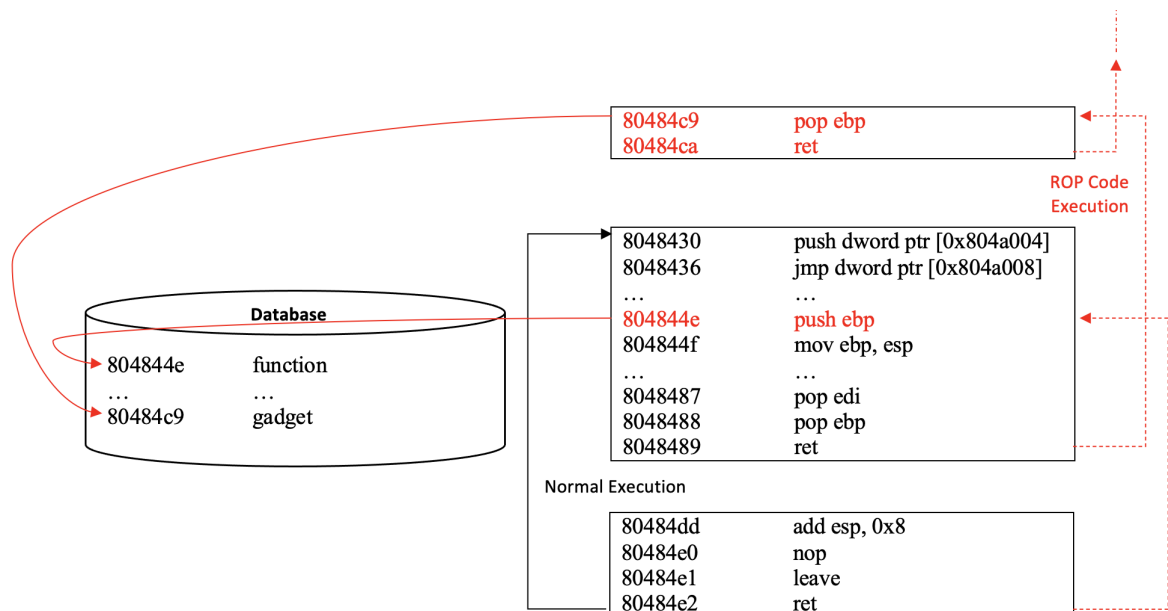 80484c9 pop ebp
80484ca ret
ROP Code
Execution
8048430 push dword ptr [0x804a004]
8048436 jmp dword ptr [0x804a008]
… …
804844e push ebp
804844f mov ebp, esp
… …
8048487 pop edi
8048488 pop ebp
8048489 ret
Database
804844e function
… …
80484c9 gadget
Normal Execution
80484dd add esp, 0x8
80484e0 nop
80484e1 leave
80484e2 ret